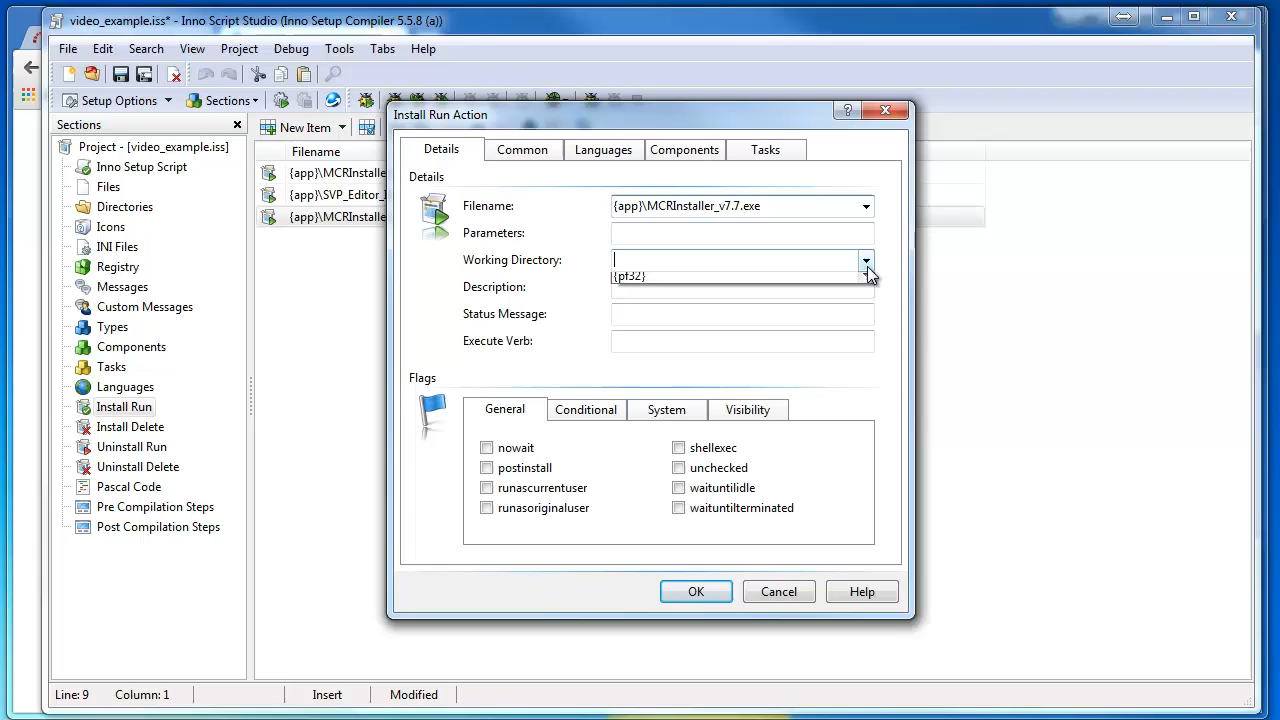 video_example.iss* - Inno Script Studio (Inno Setup Compiler 5.5.8 (a))
File Edit Search View Project Debug Tools Tabs Help
Setup Options Sections
Sections
New Item
Project - [video_example.iss]
Inno Setup Script
Files
Directories
Icons
INI Files
Registry
Messages
Custom Messages
Types
Components
Tasks
Languages
Install Run
Install Delete
Uninstall Run
Uninstall Delete
Pascal Code
Pre Compilation Steps
Post Compilation Steps
Filename
{app}\MCRInstalle
{app}\SVP_Editor_I
{app}\MCRInstalle
Install Run Action
?
Details Common Languages Components Tasks
Details
Filename: {app}\MCRInstaller_v7.7.exe
Parameters:
Working Directory:
{pf32}
Description:
Status Message:
Execute Verb:
Flags
General Conditional System Visibility
nowait shellexec
postinstall unchecked
runascurrentuser waituntilidle
runasoriginaluser waituntilterminated
OK Cancel Help
Line: 9 Column: 1 Insert Modified